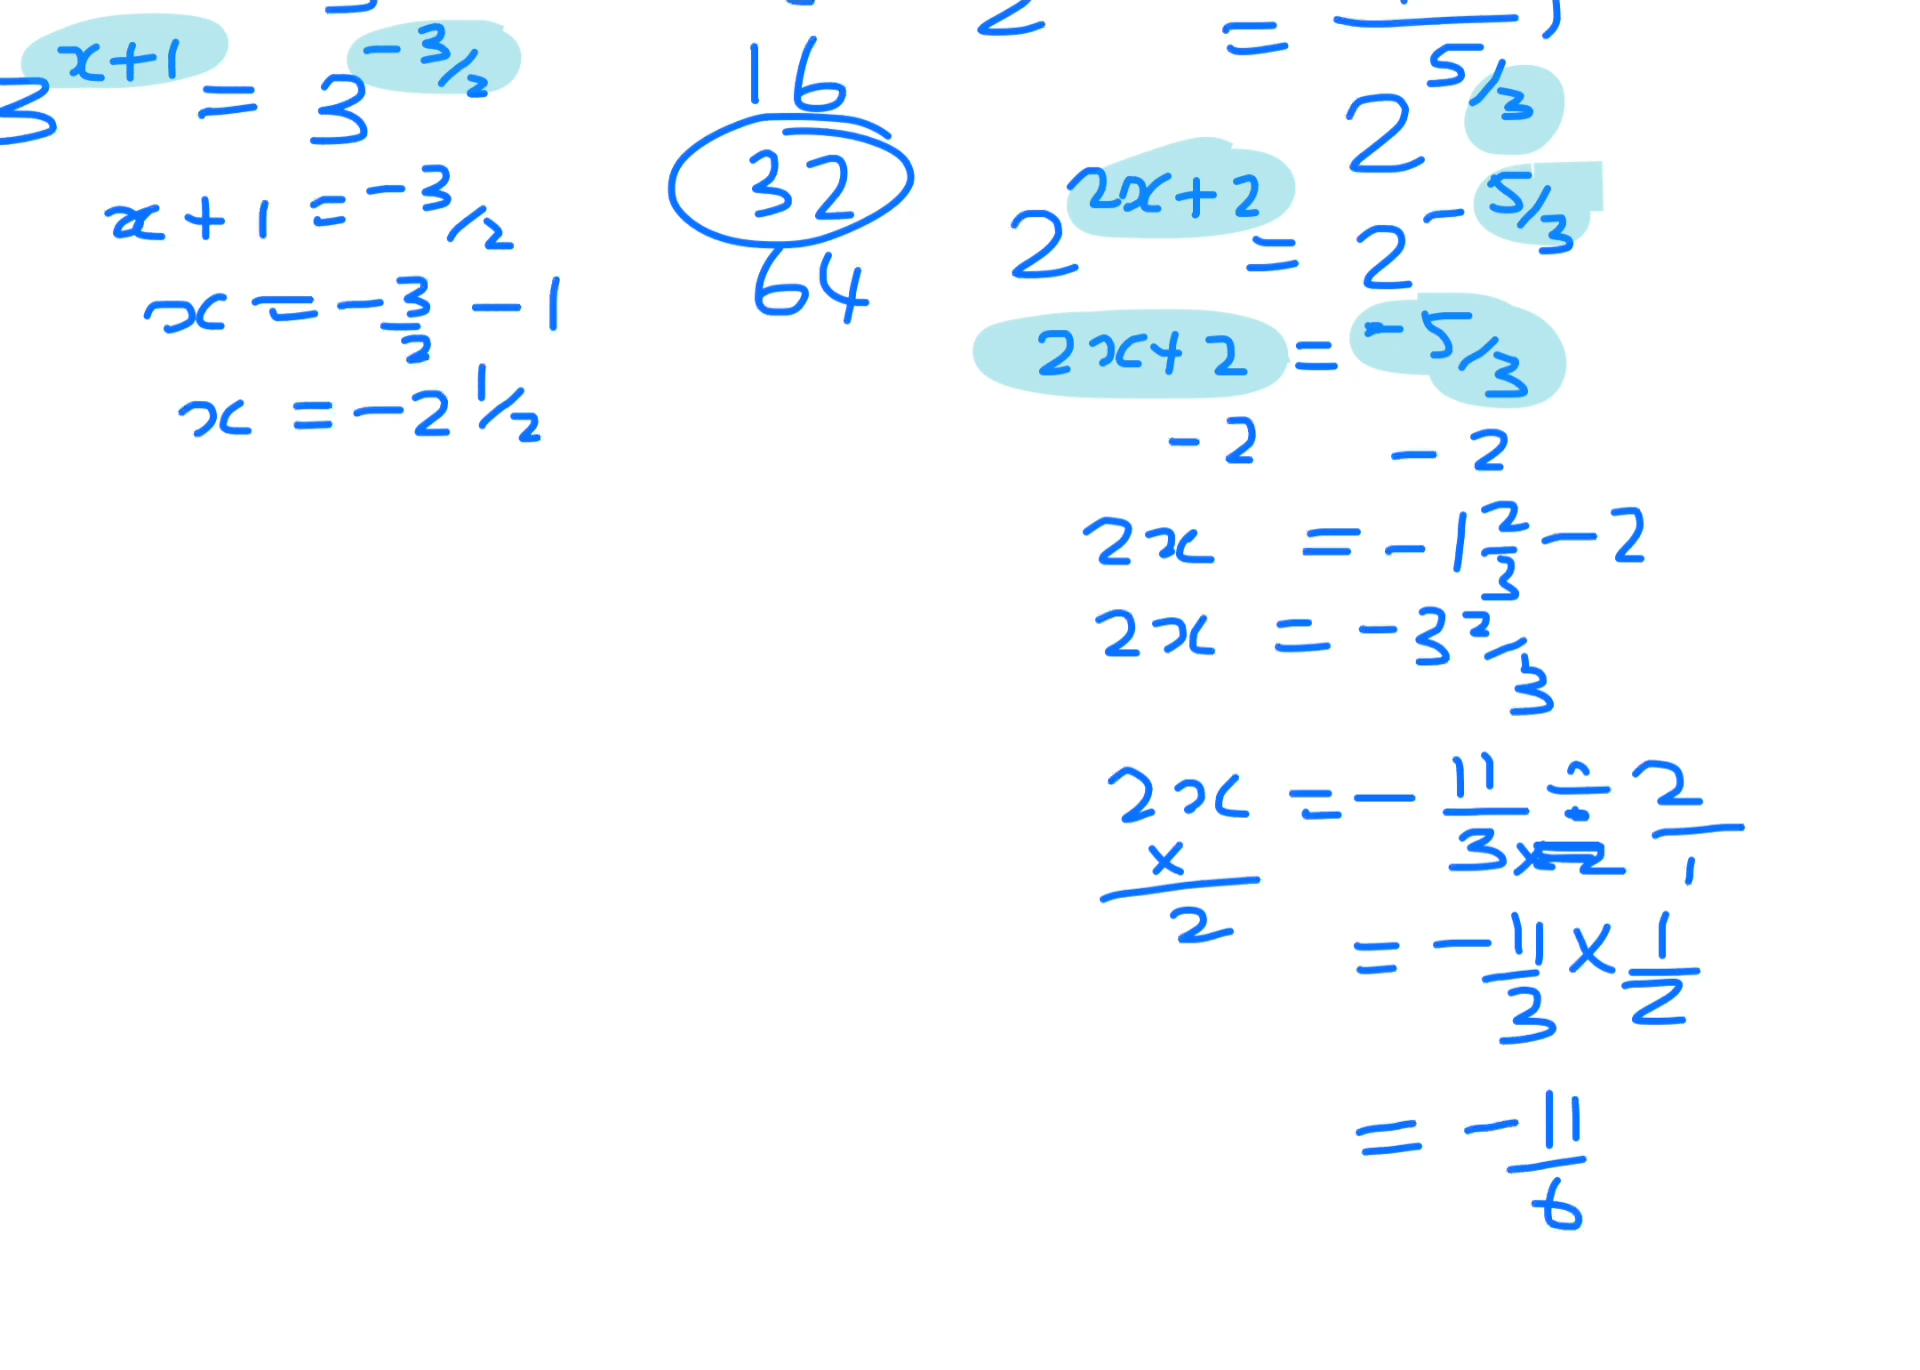 3^(x+1) = 3^(-3/2)
x + 1 = -3/2
x = -3/2 - 1
x = -2 1/2
16
32
64
2
=
2^(5/3)
2^(2x+2) = 2^(-5/3)
2x + 2 = -5/3
-2 -2
2x = -1 2/3 - 2
2x = -3 2/3
2x = - 11/3 ÷ 2/1
x
2
= - 11/3 x 1/2
= - 11/6